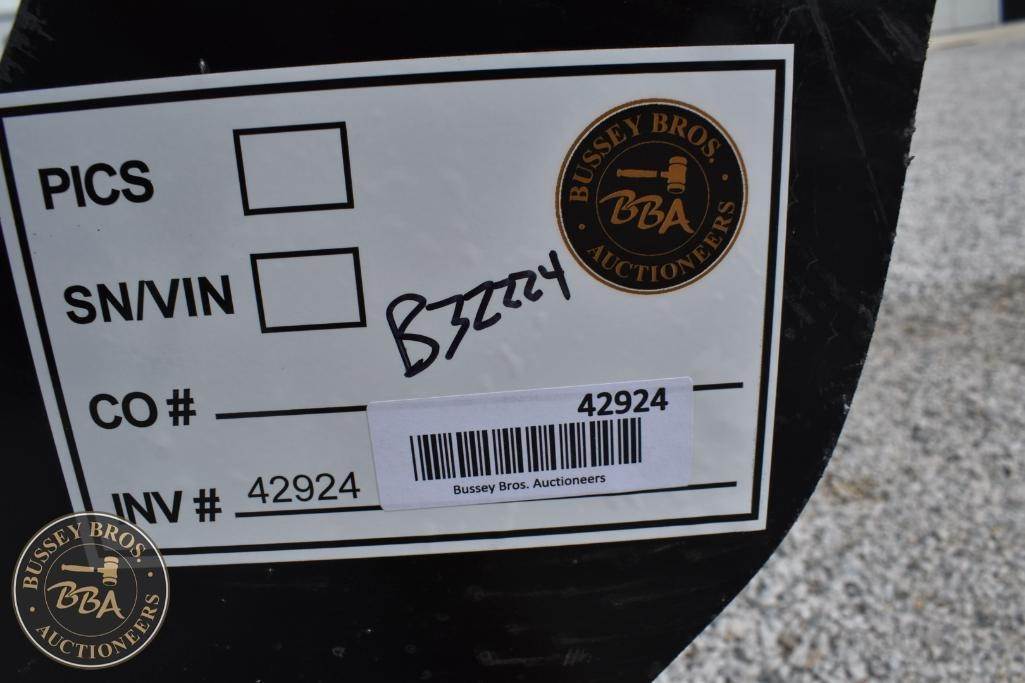 PICS
BUSSEY BROS.
BBA
AUCTIONEERS
SN/VIN
B32224
CO #
42924
Bussey Bros. Auctioneers
INV # 42924
BUSSEY BROS.
BBA
AUCTIONEERS